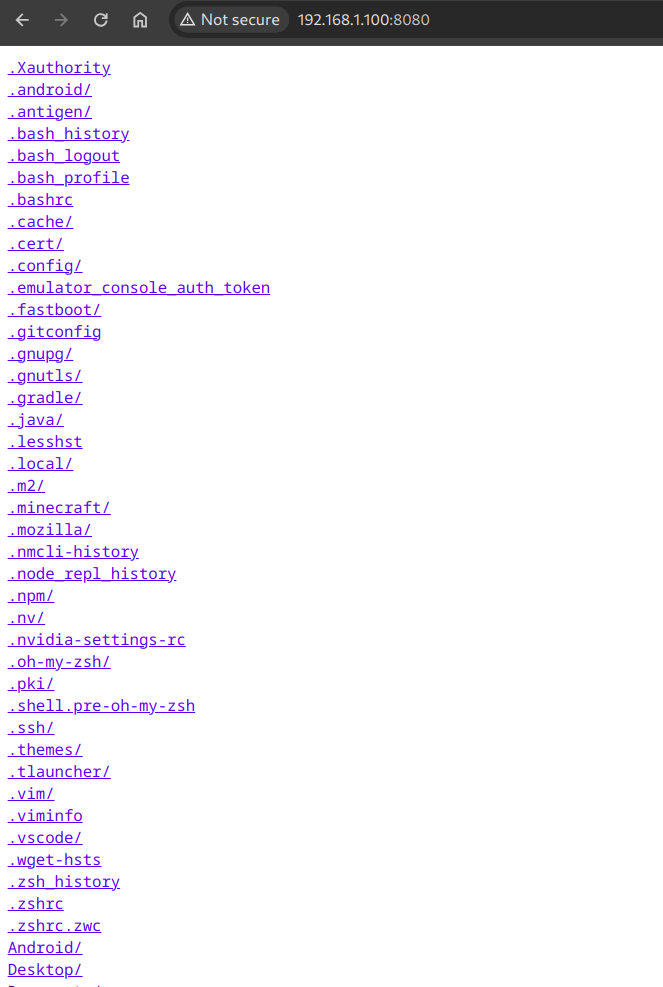 Not secure 192.168.1.100:8080
.Xauthority
.android/
.antigen/
.bash_history
.bash_logout
.bash_profile
.bashrc
.cache/
.cert/
.config/
.emulator_console_auth_token
.fastboot/
.gitconfig
.gnupg/
.gnutls/
.gradle/
.java/
.lesshst
.local/
.m2/
.minecraft/
.mozilla/
.nmcli-history
.node_repl_history
.npm/
.nv/
.nvidia-settings-rc
.oh-my-zsh/
.pki/
.shell.pre-oh-my-zsh
.ssh/
.themes/
.tlauncher/
.vim/
.viminfo
.vscode/
.wget-hsts
.zsh_history
.zshrc
.zshrc.zwc
Android/
Desktop/